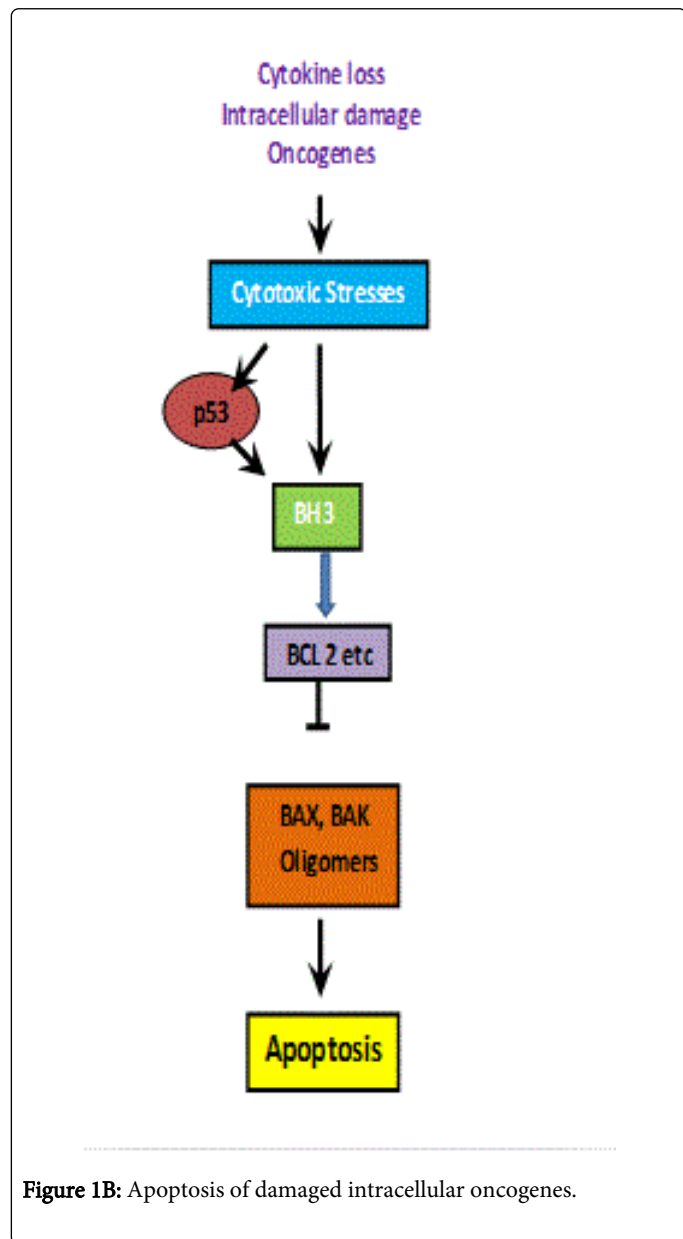 Cytokine loss
Intracellular damage
Oncogenes
Cytotoxic Stresses
p53
BH3
BCL 2 etc
BAX, BAK
Oligomers
Apoptosis
Figure 1B: Apoptosis of damaged intracellular oncogenes.